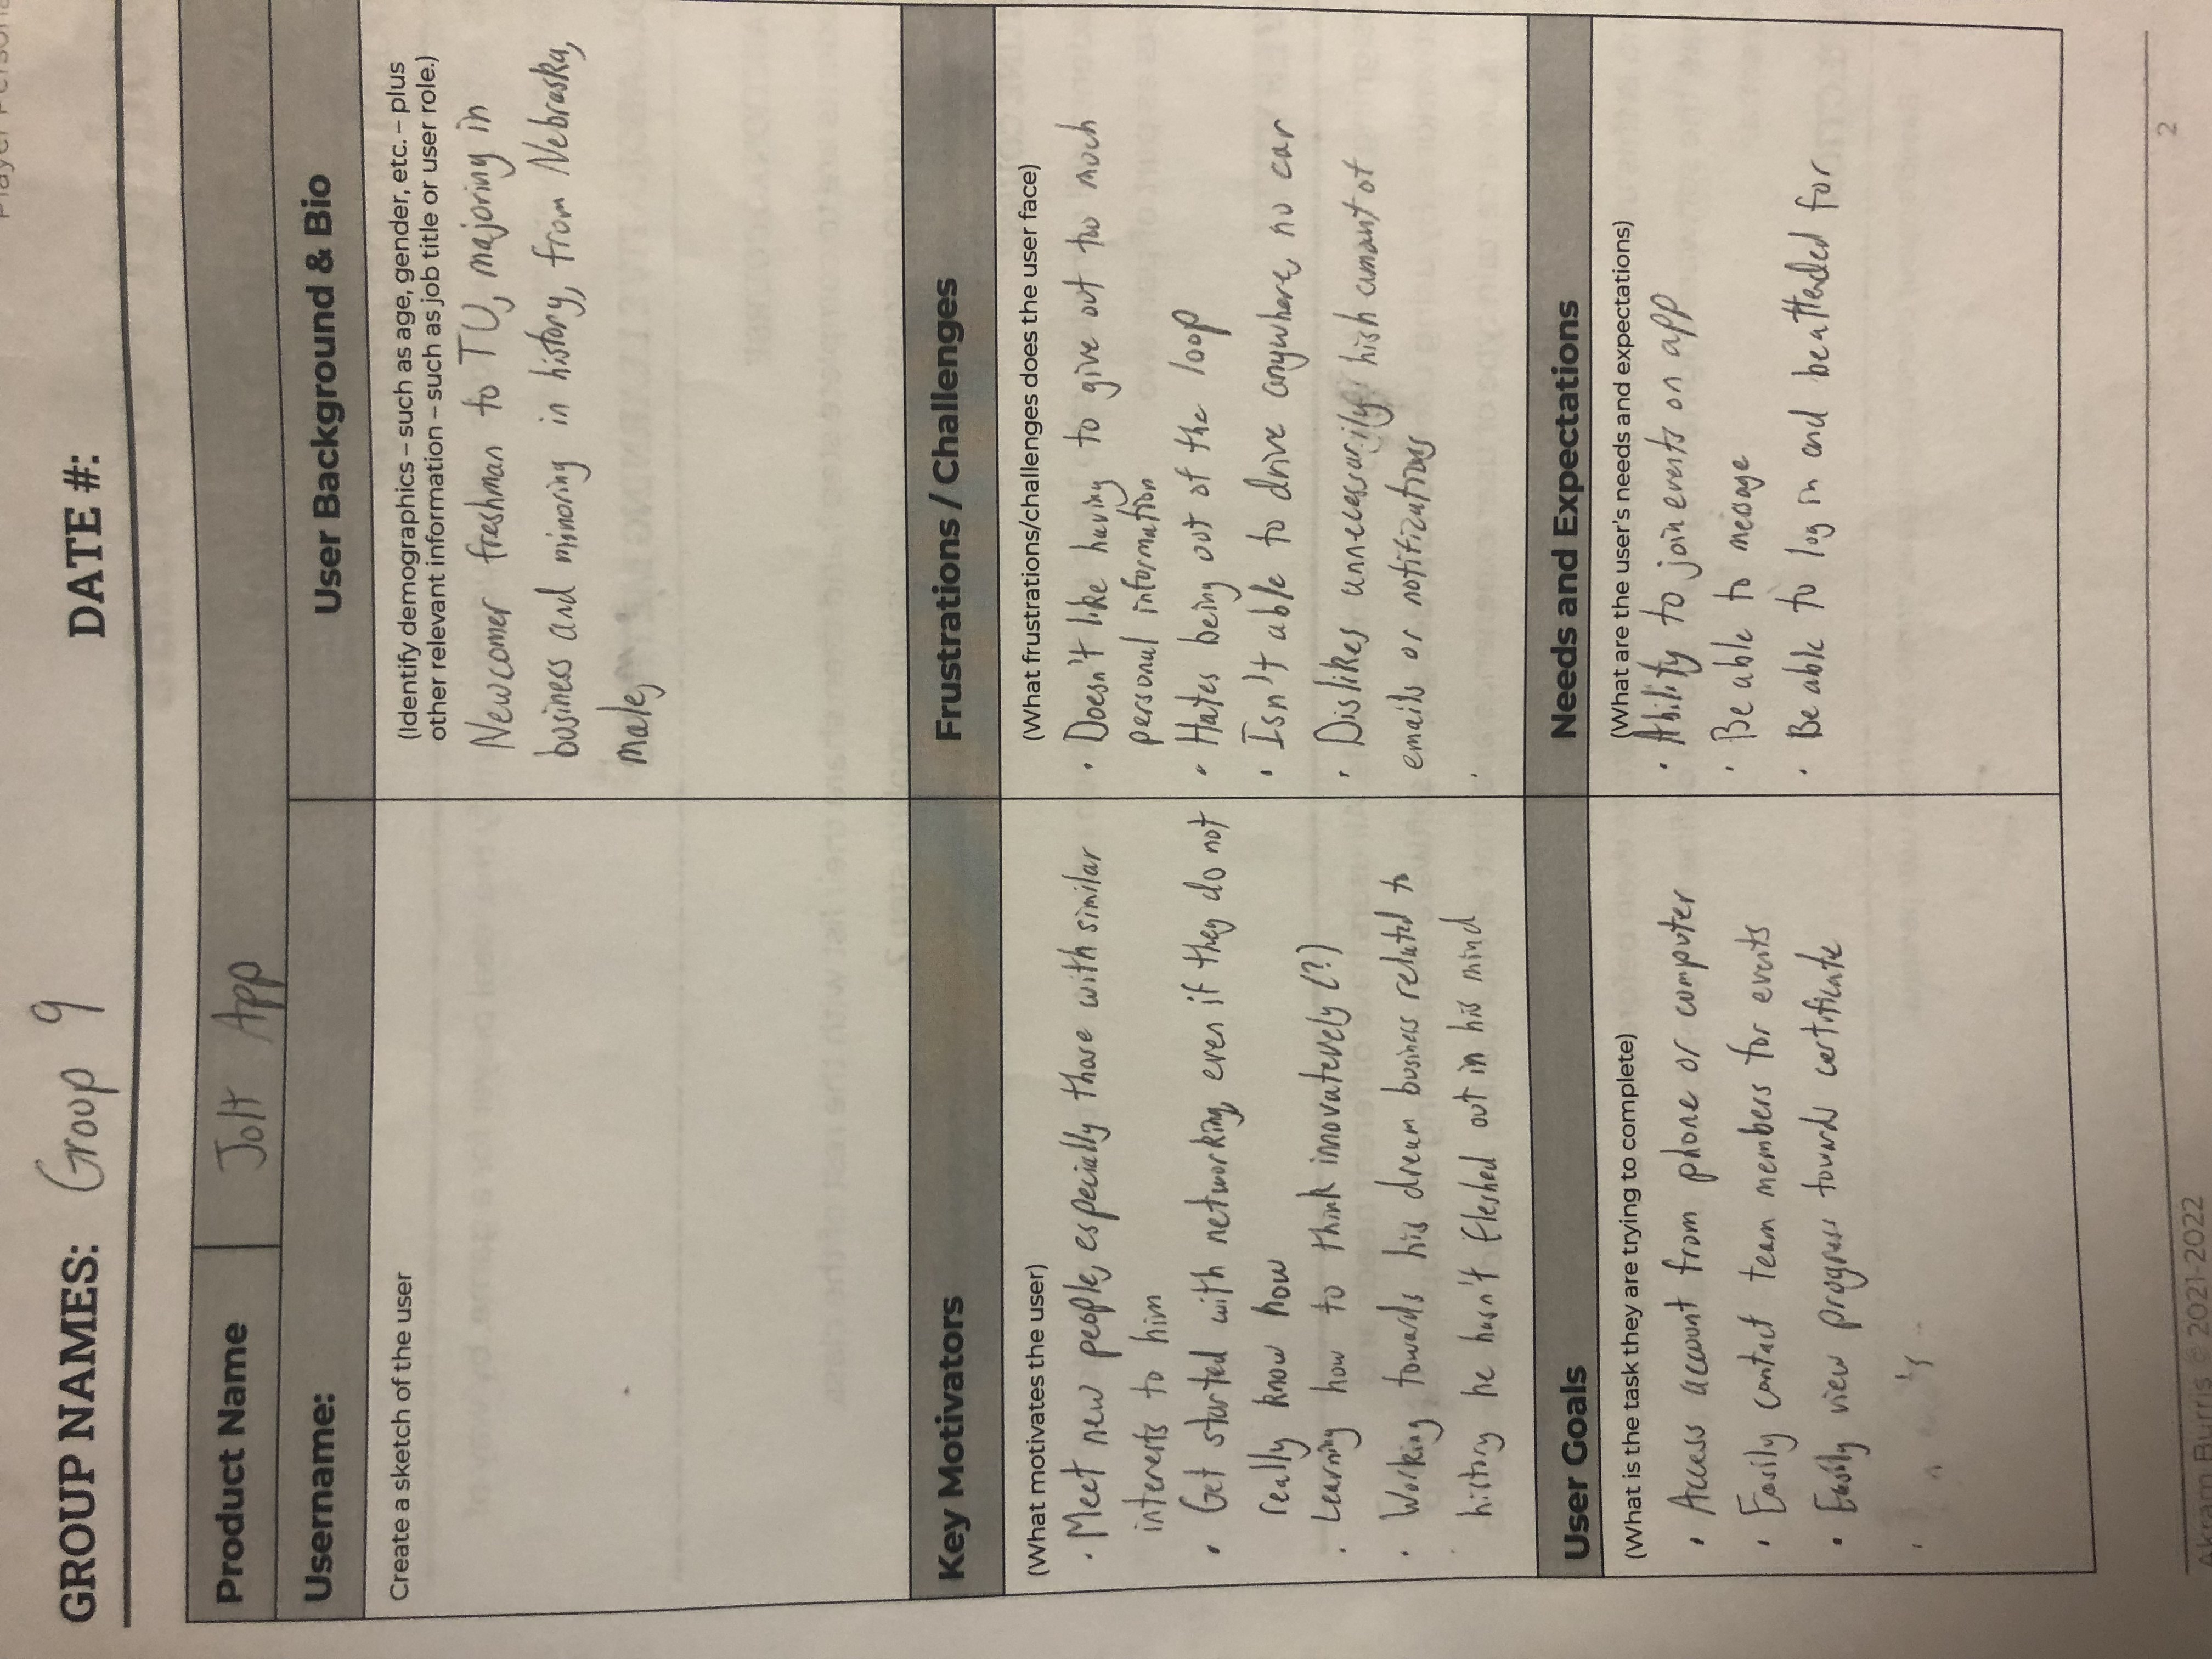 Player Persona
GROUP NAMES: Group 9 DATE #:
Product Name Jolt App
Username:
Create a sketch of the user
User Background & Bio
(Identify demographics – such as age, gender, etc. – plus
other relevant information – such as job title or user role.)
Newcomer freshman to TU, majoring in
business and minoring in history, from Nebraska,
male,
Key Motivators
(What motivates the user)
· Meet new people, especially those with similar
interests to him
· Get started with networking, even if they do not
really know how
· Learning how to think innovatevely (?)
· Working towards his dream business related to
history he hasn't fleshed out in his mind
Frustrations / Challenges
(What frustrations/challenges does the user face)
· Doesn't like having to give out too much
personal information
· Hates being out of the loop
· Isn't able to drive anywhere, no car
· Dislikes unnecessarily high amount of
emails or notifications
·
User Goals
(What is the task they are trying to complete)
· Access account from phone or computer
· Easily contact team members for events
· Easily view progress towards certificate
·
Needs and Expectations
(What are the user's needs and expectations)
· Ability to join events on app
· Be able to message
· Be able to log in and be attended for
2
Akram Burris © 2021-2022